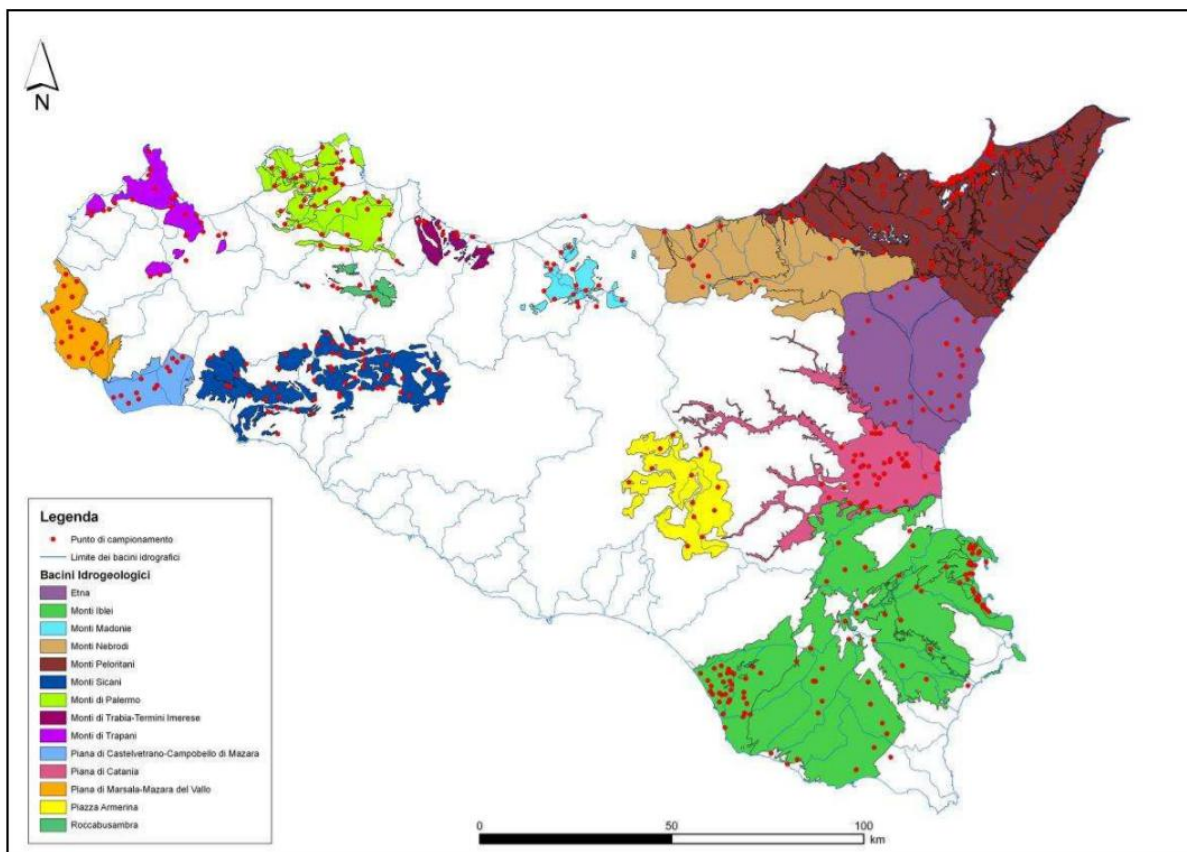 N
Legenda
Punto di campionamento
Limite dei bacini idrografici
Bacini Idrogeologici
Etna
Monti Iblei
Monti Madonie
Monti Nebrodi
Monti Peloritani
Monti Sicani
Monti di Palermo
Monti di Trabia-Termini Imerese
Monti di Trapani
Piana di Castelvetrano-Campobello di Mazara
Piana di Catania
Piana di Marsala-Mazara del Vallo
Piazza Armerina
Roccabusambra
0 50 100
km